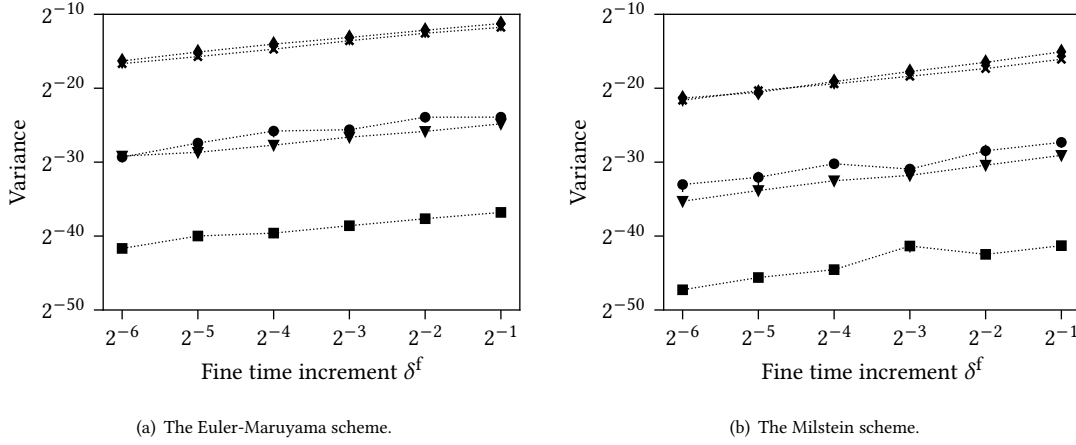 2⁻¹⁰
2⁻²⁰
2⁻³⁰
2⁻⁴⁰
2⁻⁵⁰
Variance
2⁻⁶ 2⁻⁵ 2⁻⁴ 2⁻³ 2⁻² 2⁻¹
Fine time increment δᶠ
(a) The Euler-Maruyama scheme.
2⁻¹⁰
2⁻²⁰
2⁻³⁰
2⁻⁴⁰
2⁻⁵⁰
Variance
2⁻⁶ 2⁻⁵ 2⁻⁴ 2⁻³ 2⁻² 2⁻¹
Fine time increment δᶠ
(b) The Milstein scheme.